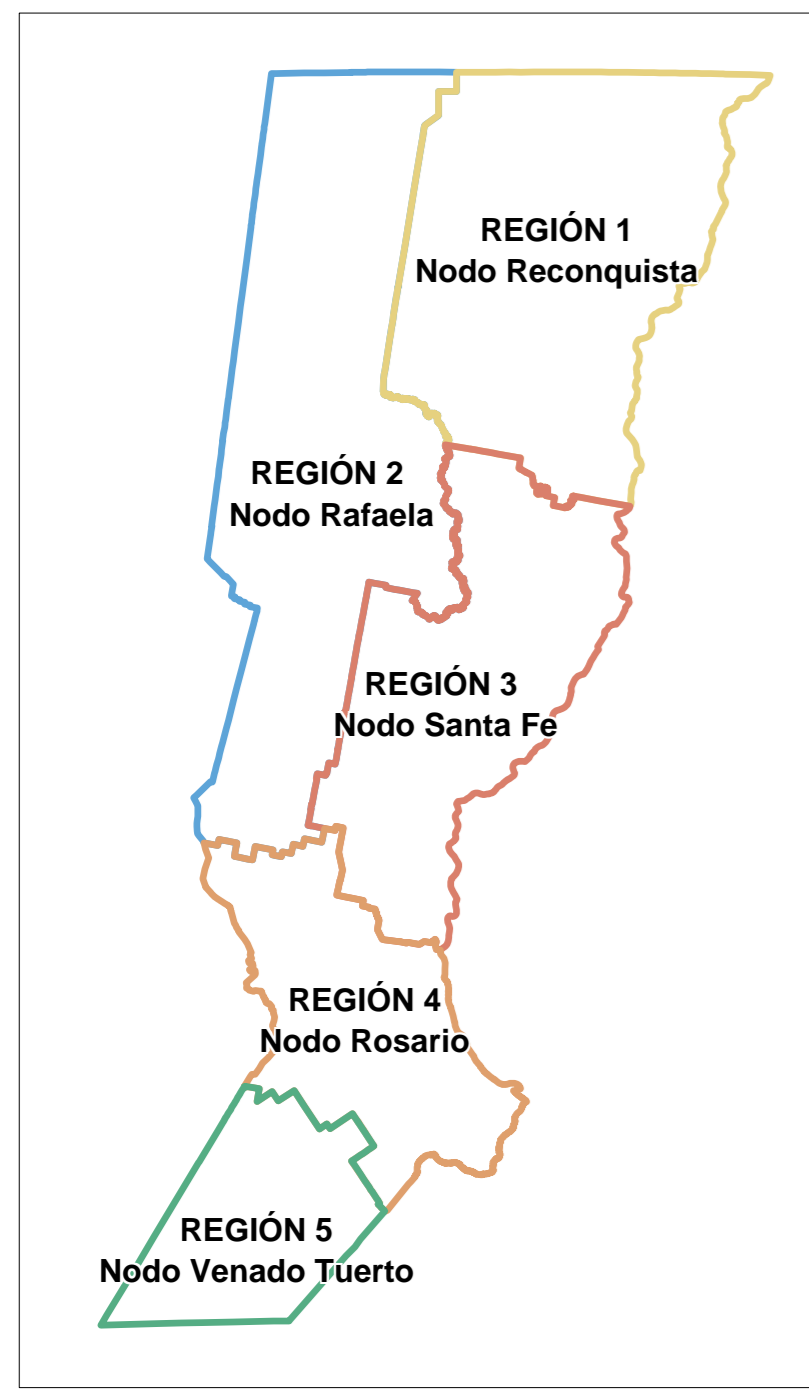 REGIÓN 1
Nodo Reconquista
REGIÓN 2
Nodo Rafaela
REGIÓN 3
Nodo Santa Fe
REGIÓN 4
Nodo Rosario
REGIÓN 5
Nodo Venado Tuerto